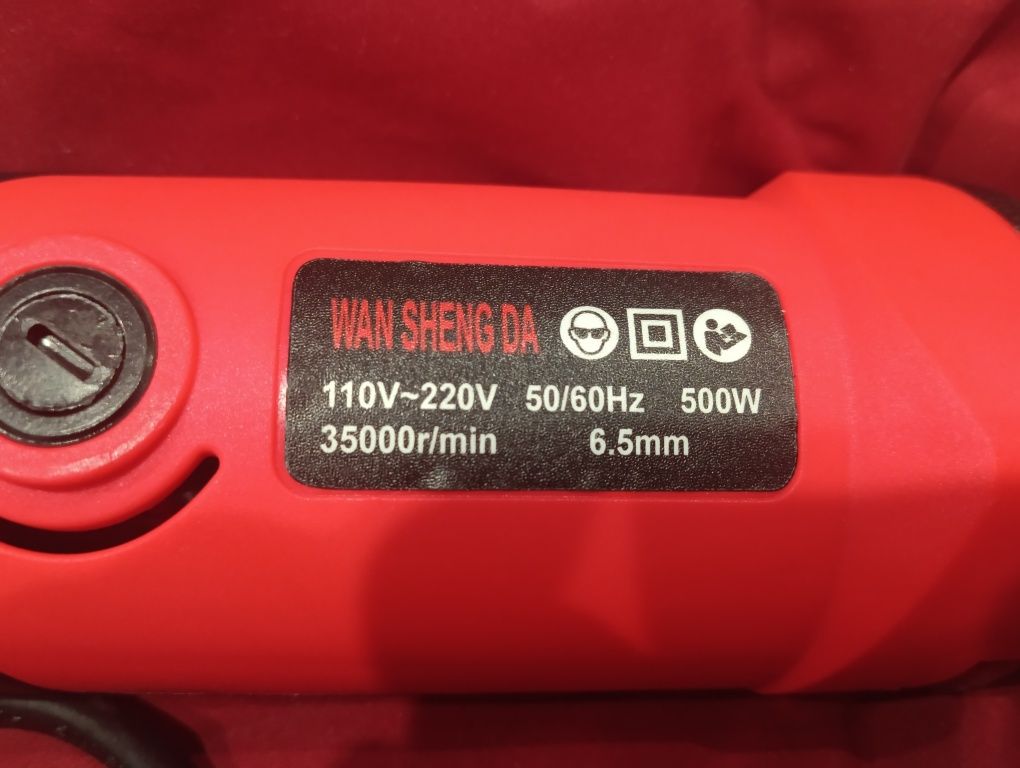 WAN SHENG DA
110V~220V 50/60Hz 500W
35000r/min 6.5mm